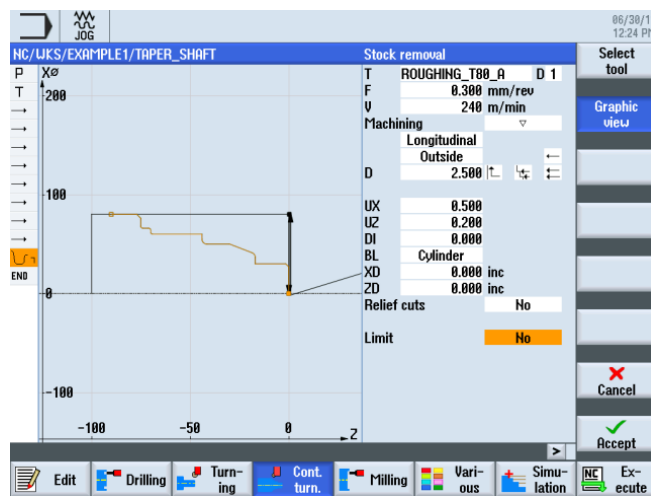 JOG
06/30/1
12:24 PM
NC/WKS/EXAMPLE1/TAPER_SHAFT
Stock removal
Select tool
P
T
END
XØ
200
100
0
-100
-100 -50 0 Z
T ROUGHING_T80_A D 1
F 0.300 mm/rev
V 240 m/min
Machining ▽
Longitudinal
Outside ←
D 2.500
UX 0.500
UZ 0.200
DI 0.000
BL Cylinder
XD 0.000 inc
ZD 0.000 inc
Relief cuts No
Limit No
Graphic view
Cancel
Accept
>
Edit
Drilling
Turn-
ing
Cont.
turn.
Milling
Vari-
ous
Simu-
lation
NC
Ex-
ecute